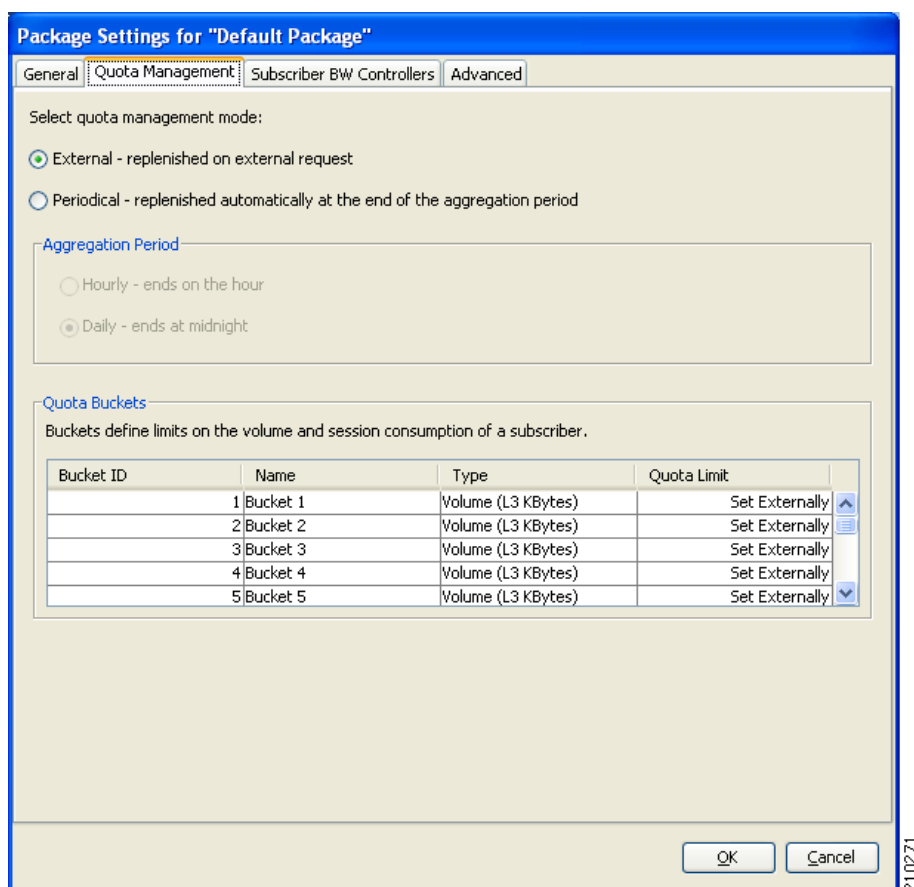 Package Settings for "Default Package"
General Quota Management Subscriber BW Controllers Advanced
Select quota management mode:
External - replenished on external request
Periodical - replenished automatically at the end of the aggregation period
Aggregation Period
Hourly - ends on the hour
Daily - ends at midnight
Quota Buckets
Buckets define limits on the volume and session consumption of a subscriber.
Bucket ID Name Type Quota Limit
1 Bucket 1 Volume (L3 KBytes) Set Externally
2 Bucket 2 Volume (L3 KBytes) Set Externally
3 Bucket 3 Volume (L3 KBytes) Set Externally
4 Bucket 4 Volume (L3 KBytes) Set Externally
5 Bucket 5 Volume (L3 KBytes) Set Externally
OK Cancel
210271